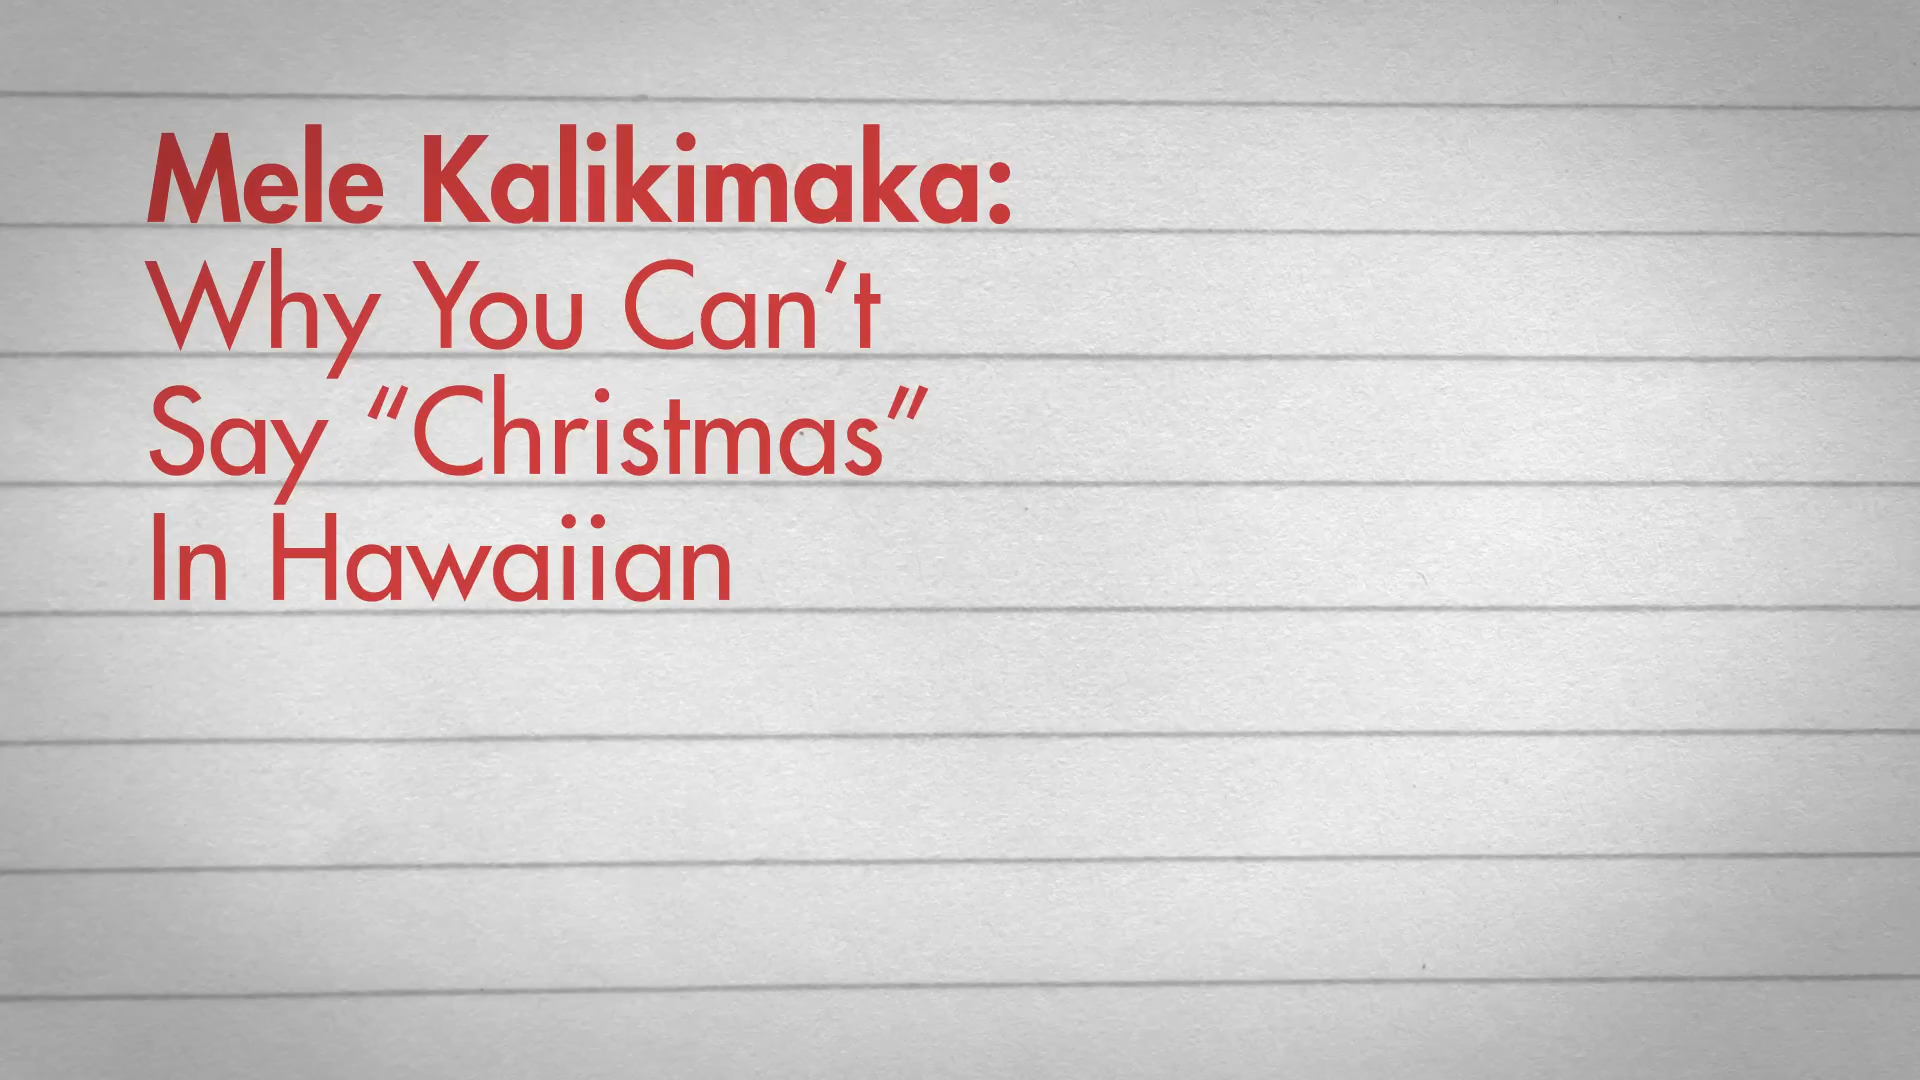 Mele Kalikimaka:
Why You Can’t
Say “Christmas”
In Hawaiian